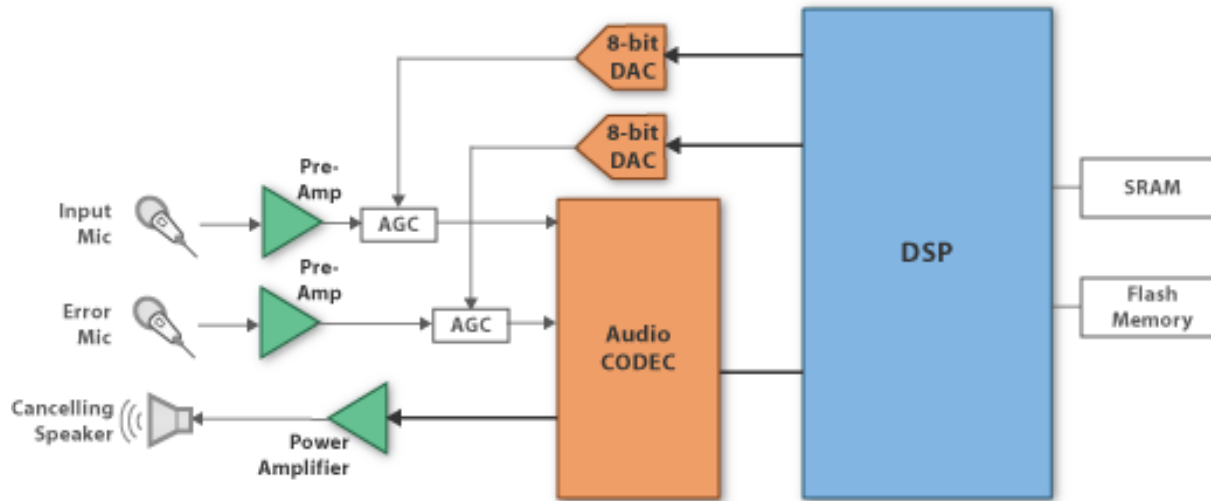 8-bit
DAC
8-bit
DAC
Pre-
Amp
Input
Mic
AGC
SRAM
DSP
Pre-
Amp
Error
Mic
AGC
Flash
Memory
Audio
CODEC
Cancelling
Speaker
Power
Amplifier